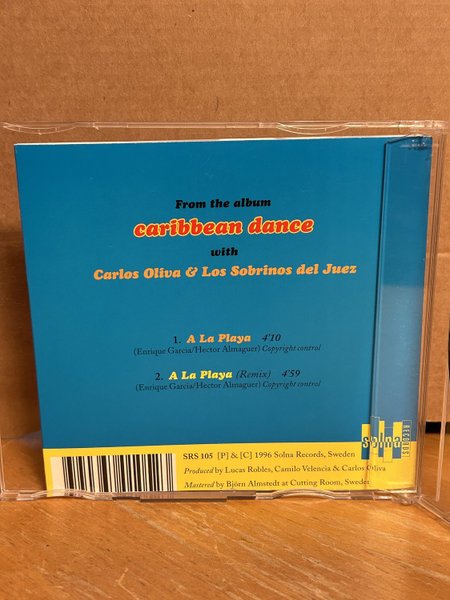 From the album
caribbean dance
with
Carlos Oliva & Los Sobrinos del Juez
1. A La Playa 4'10
(Enrique Garcia/Hector Almaguer) Copyright control
2. A La Playa (Remix) 4'59
(Enrique Garcia/Hector Almaguer) Copyright control
solna
RECORDS
SRS 105 [P] & [C] 1996 Solna Records, Sweden
Produced by Lucas Robles, Camilo Velencia & Carlos Oliva
Mastered by Björn Almstedt at Cutting Room, Sweden